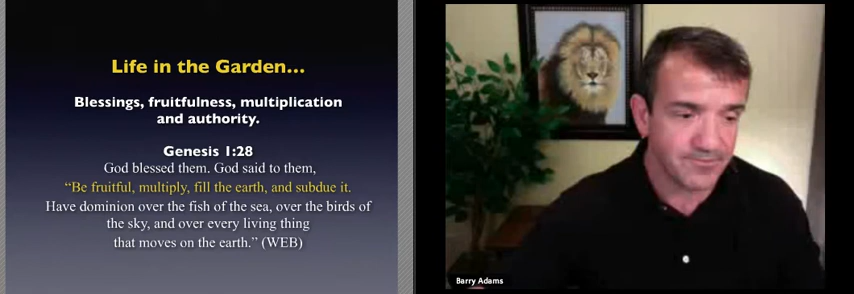 Life in the Garden...
Blessings, fruitfulness, multiplication
and authority.
Genesis 1:28
God blessed them. God said to them,
“Be fruitful, multiply, fill the earth, and subdue it.
Have dominion over the fish of the sea, over the birds of
the sky, and over every living thing
that moves on the earth.” (WEB)
Barry Adams